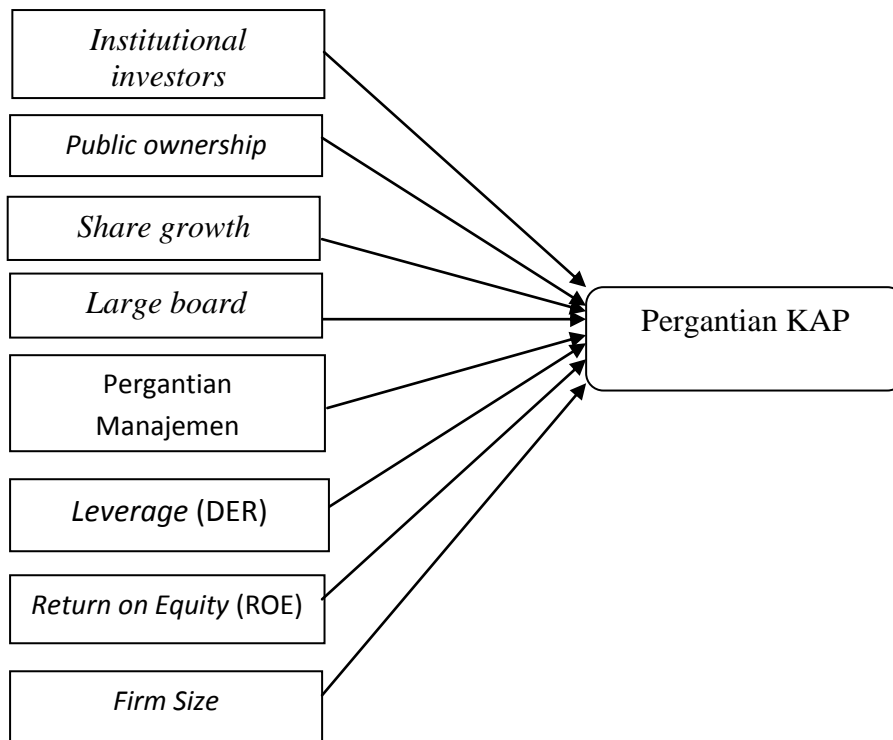 Institutional
investors
Public ownership
Share growth
Large board
Pergantian KAP
Pergantian
Manajemen
Leverage (DER)
Return on Equity (ROE)
Firm Size